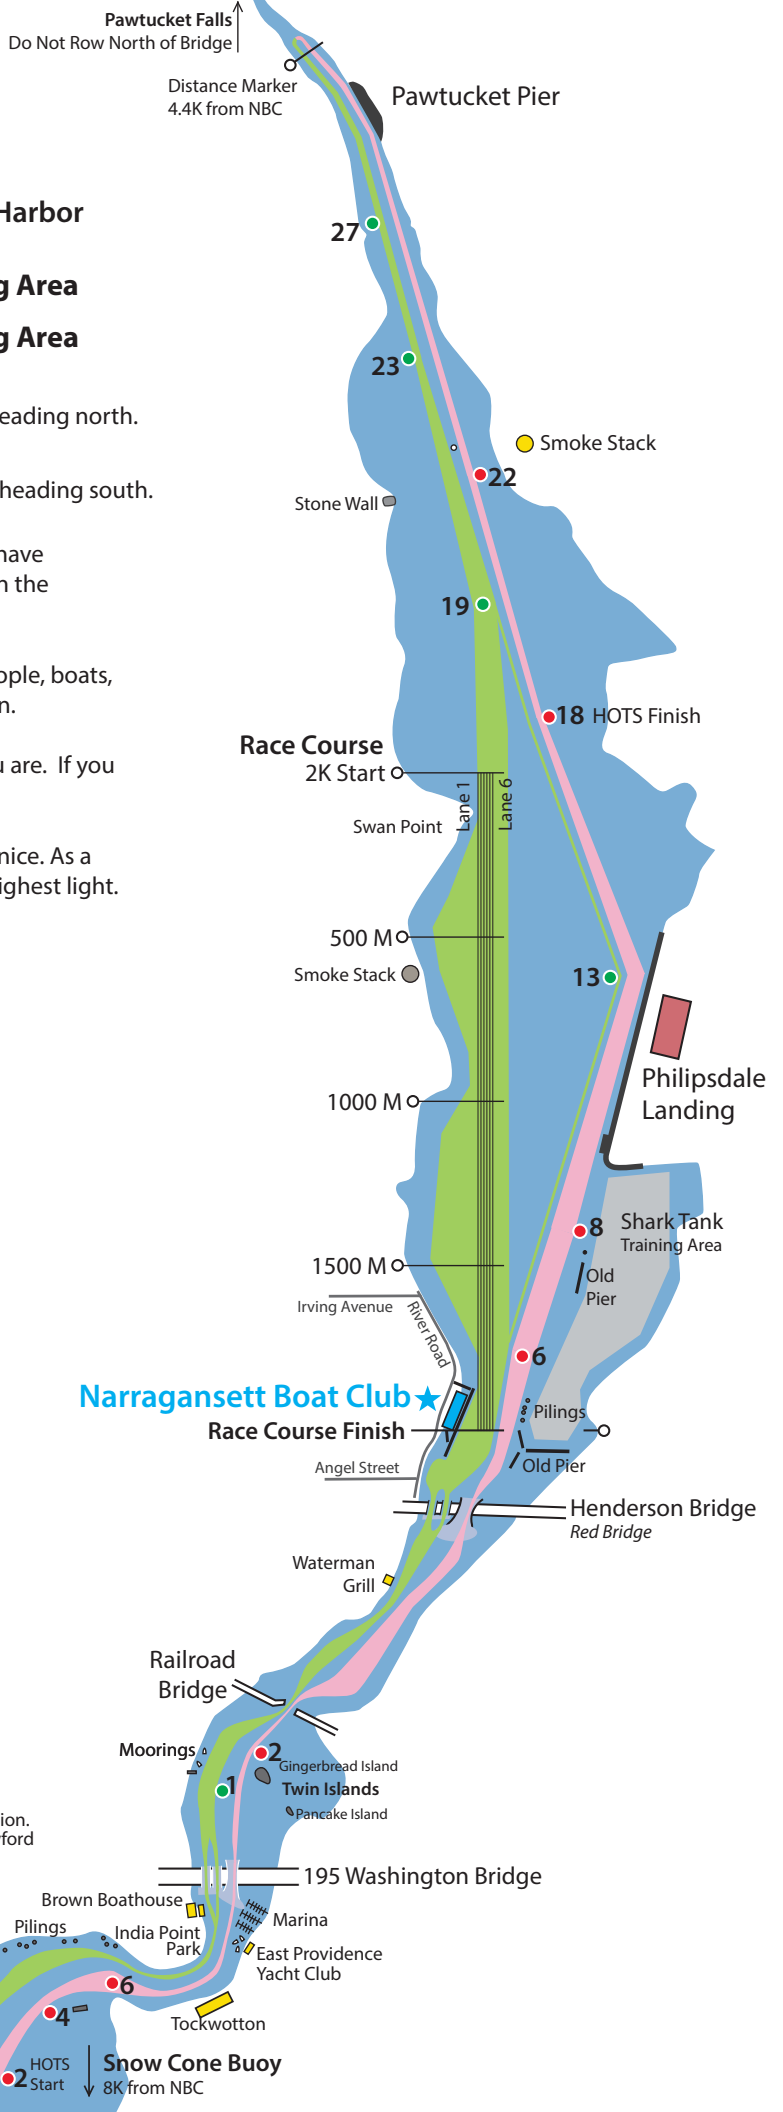 Pawtucket Falls
Do Not Row North of Bridge
Distance Marker
4.4K from NBC
Pawtucket Pier
Harbor
27
g Area
g Area
23
eading north.
Smoke Stack
22
heading south.
Stone Wall
have
n the
19
ople, boats,
n.
18 HOTS Finish
Race Course
2K Start
u are. If you
Lane 1
Lane 6
Swan Point
nice. As a
ighest light.
500 M
Smoke Stack
13
Philipsdale
Landing
1000 M
8
Shark Tank
Training Area
1500 M
Old
Pier
Irving Avenue
River Road
6
Narragansett Boat Club
Pilings
Race Course Finish
Angel Street
Old Pier
Henderson Bridge
Red Bridge
Waterman
Grill
Railroad
Bridge
Moorings
2
Gingerbread Island
1
Twin Islands
Pancake Island
ion.
ford
195 Washington Bridge
Brown Boathouse
Pilings
India Point
Park
Marina
East Providence
Yacht Club
6
4
Tockwotton
2
HOTS
Start
Snow Cone Buoy
8K from NBC